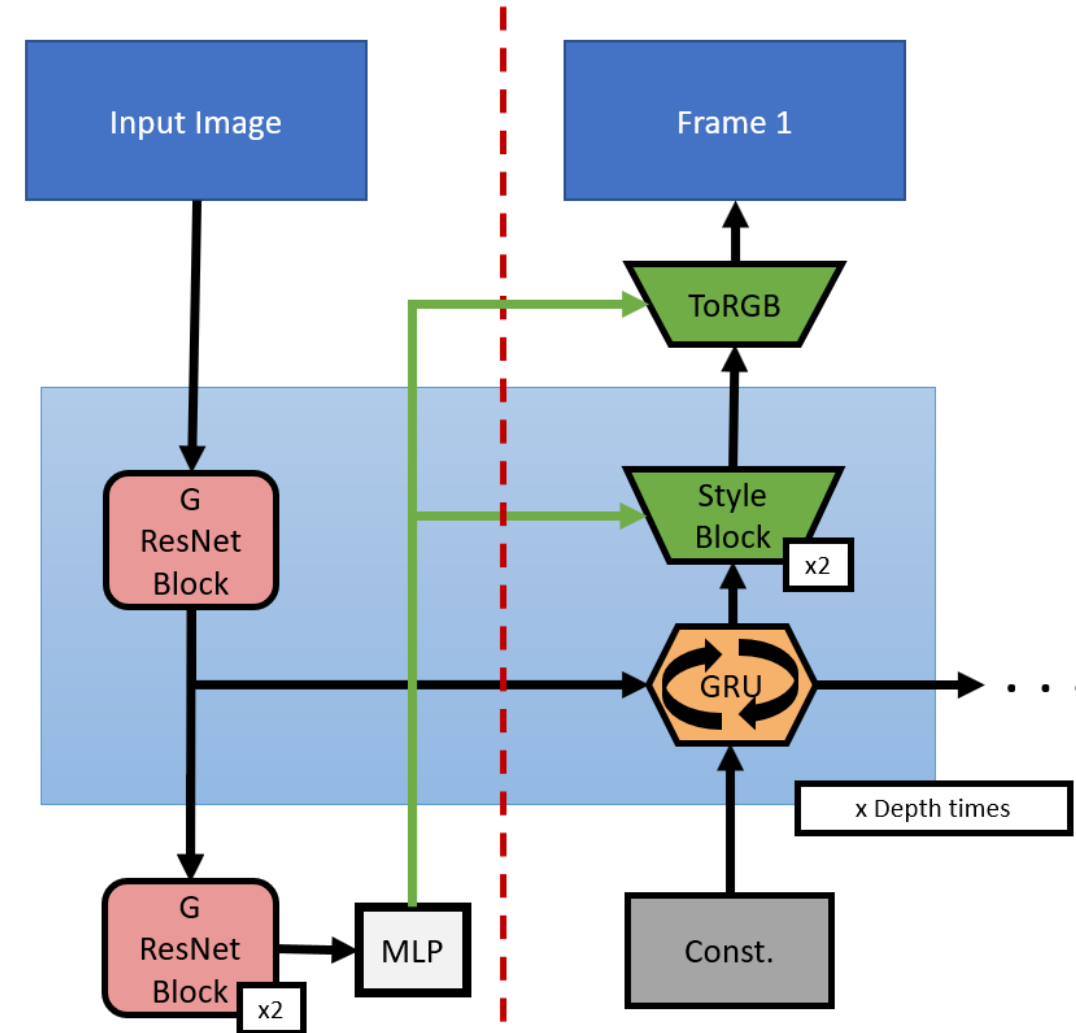 Input Image
Frame 1
ToRGB
G
ResNet
Block
Style
Block
x2
GRU
. . .
x Depth times
G
ResNet
Block
x2
MLP
Const.